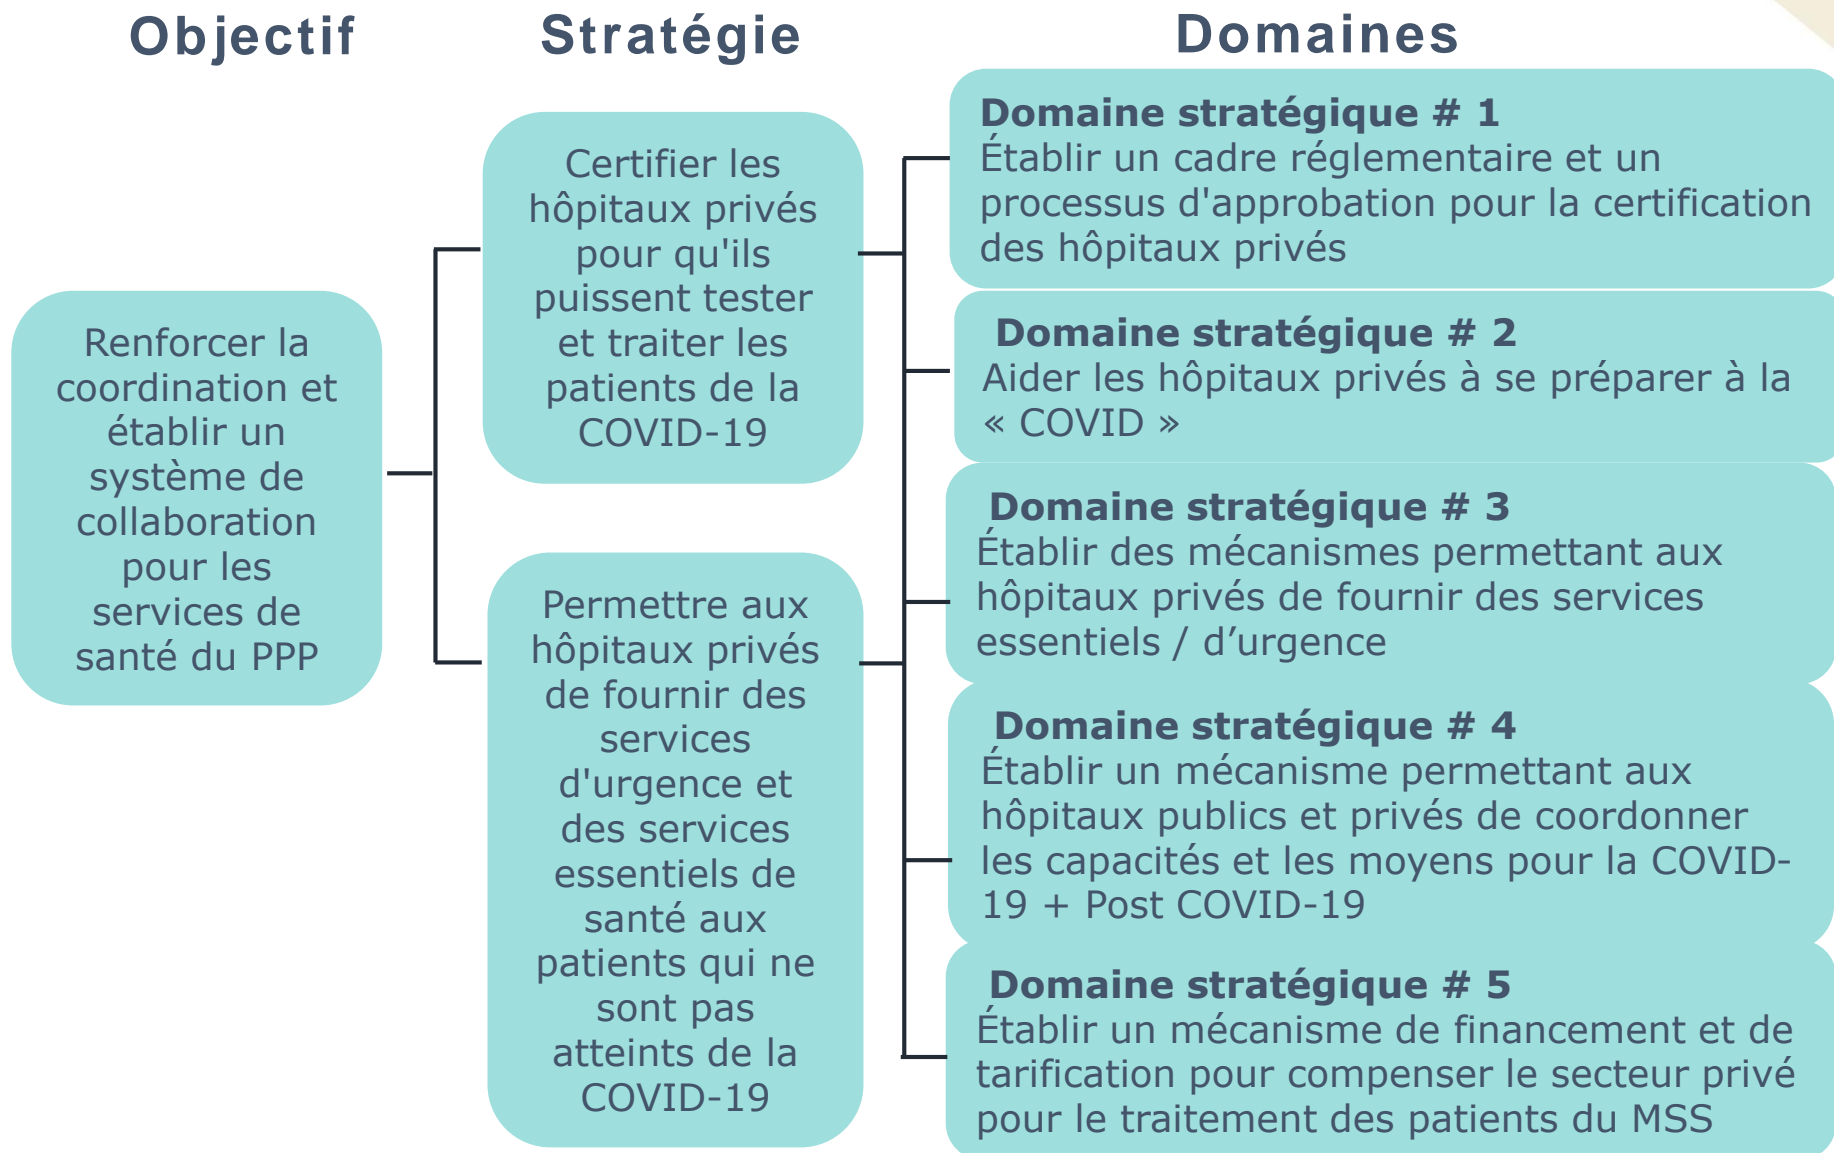 Objectif
Stratégie
Domaines
Renforcer la
coordination et
établir un
système de
collaboration
pour les
services de
santé du PPP
Certifier les
hôpitaux privés
pour qu'ils
puissent tester
et traiter les
patients de la
COVID-19
Permettre aux
hôpitaux privés
de fournir des
services
d'urgence et
des services
essentiels de
santé aux
patients qui ne
sont pas
atteints de la
COVID-19
Domaine stratégique # 1
Établir un cadre réglementaire et un
processus d'approbation pour la certification
des hôpitaux privés
Domaine stratégique # 2
Aider les hôpitaux privés à se préparer à la
« COVID »
Domaine stratégique # 3
Établir des mécanismes permettant aux
hôpitaux privés de fournir des services
essentiels / d’urgence
Domaine stratégique # 4
Établir un mécanisme permettant aux
hôpitaux publics et privés de coordonner
les capacités et les moyens pour la COVID-
19 + Post COVID-19
Domaine stratégique # 5
Établir un mécanisme de financement et de
tarification pour compenser le secteur privé
pour le traitement des patients du MSS